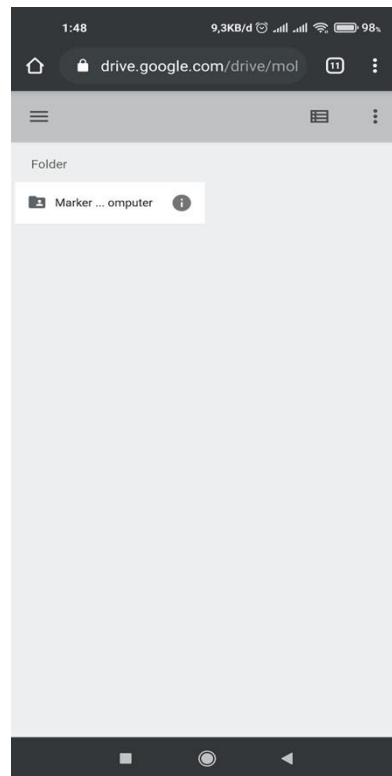 1:48 9,3KB/d 98%
drive.google.com/drive/mol 11
Folder
Marker ... omputer